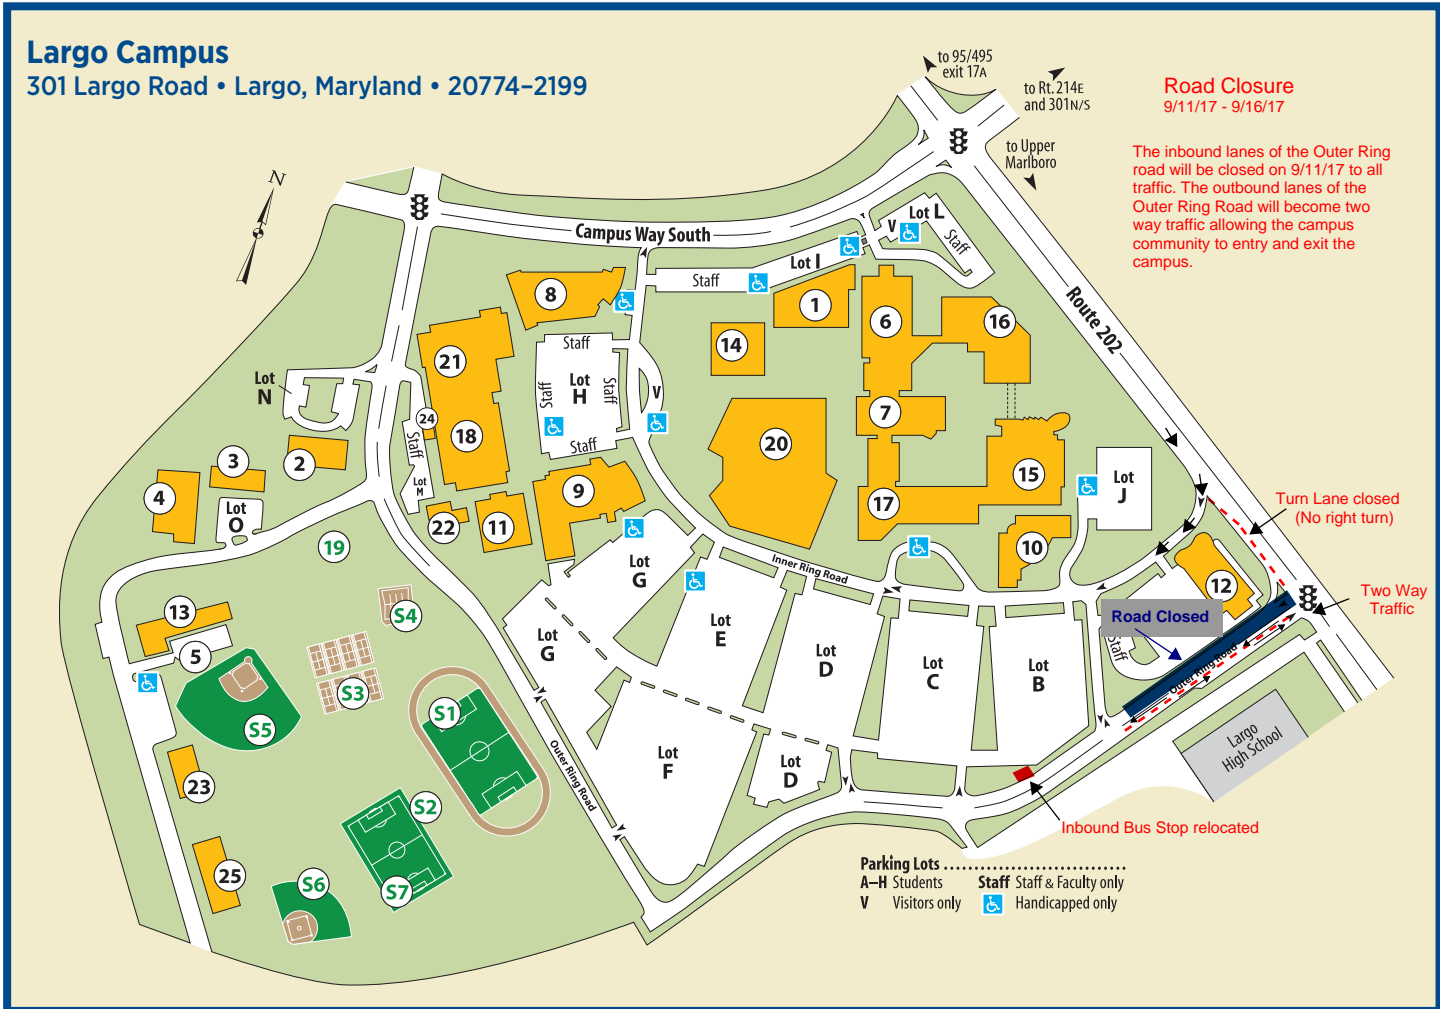 Largo Campus
301 Largo Road • Largo, Maryland • 20774–2199
to 95/495
exit 17A
to Rt. 214E
and 301N/S
to Upper
Marlboro
Road Closure
9/11/17 - 9/16/17
The inbound lanes of the Outer Ring
road will be closed on 9/11/17 to all
traffic. The outbound lanes of the
Outer Ring Road will become two
way traffic allowing the campus
community to entry and exit the
campus.
N
Campus Way South
Lot L
V
Staff
Lot I
Staff
Route 202
8
1
6
16
14
21
Staff
Lot
H
Staff
Staff
Staff
V
Lot
N
24
18
Staff
Lot
M
7
20
15
3
2
4
Lot
O
9
17
Lot
J
22
11
19
10
Turn Lane closed
(No right turn)
Inner Ring Road
Lot
G
12
Two Way
Traffic
13
S4
5
Road Closed
Lot
E
Lot
G
Lot
D
Lot
C
Lot
B
Staff
Outer Ring Road
S3
S1
S5
Largo
High School
Lot
F
Lot
D
Outer Ring Road
23
S2
Inbound Bus Stop relocated
25
S6
S7
Parking Lots
A–H Students
Staff Staff & Faculty only
V Visitors only
Handicapped only